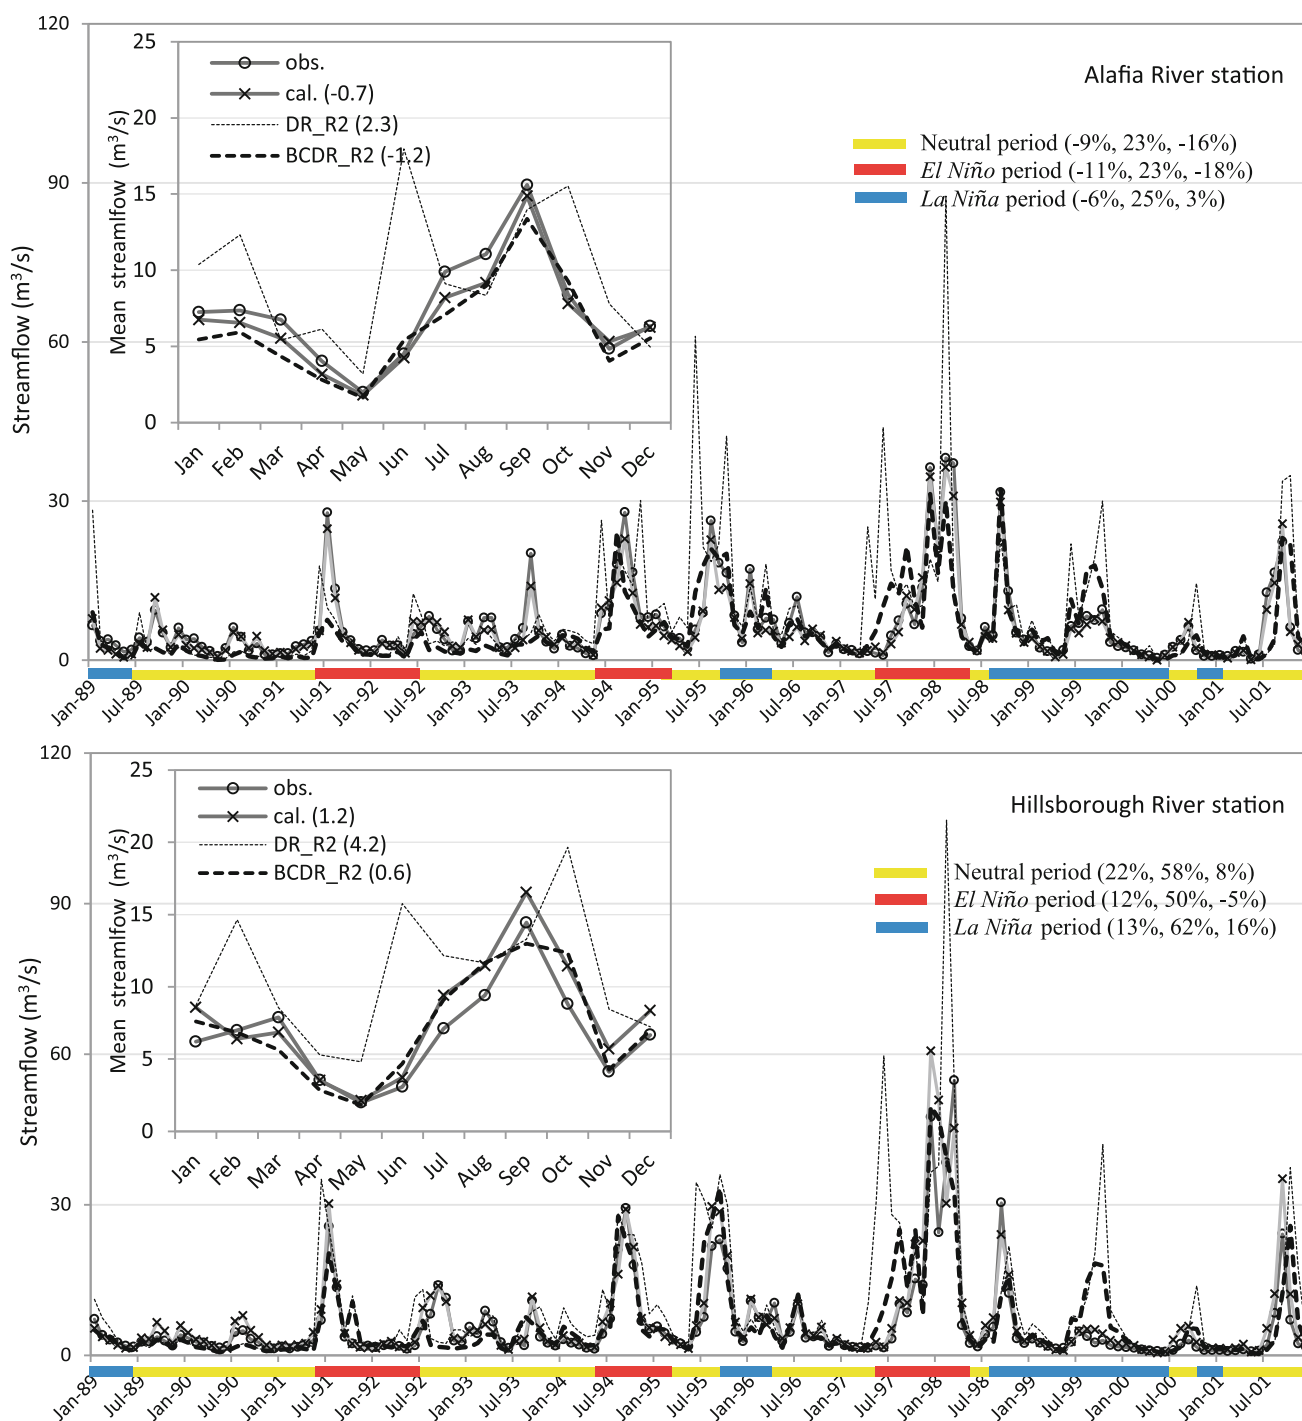 120
90
60
30
0
Streamflow (m³/s)
25
20
15
10
5
0
Mean streamlfow (m³/s)
obs.
cal. (-0.7)
DR_R2 (2.3)
BCDR_R2 (-1.2)
Jan Feb Mar Apr May Jun Jul Aug Sep Oct Nov Dec
Alafia River station
Neutral period (-9%, 23%, -16%)
El Niño period (-11%, 23%, -18%)
La Niña period (-6%, 25%, 3%)
Jan-89 Jul-89 Jan-90 Jul-90 Jan-91 Jul-91 Jan-92 Jul-92 Jan-93 Jul-93 Jan-94 Jul-94 Jan-95 Jul-95 Jan-96 Jul-96 Jan-97 Jul-97 Jan-98 Jul-98 Jan-99 Jul-99 Jan-00 Jul-00 Jan-01 Jul-01
120
90
60
30
0
Streamflow (m³/s)
25
20
15
10
5
0
Mean streamlfow (m³/s)
obs.
cal. (1.2)
DR_R2 (4.2)
BCDR_R2 (0.6)
Jan Feb Mar Apr May Jun Jul Aug Sep Oct Nov Dec
Hillsborough River station
Neutral period (22%, 58%, 8%)
El Niño period (12%, 50%, -5%)
La Niña period (13%, 62%, 16%)
Jan-89 Jul-89 Jan-90 Jul-90 Jan-91 Jul-91 Jan-92 Jul-92 Jan-93 Jul-93 Jan-94 Jul-94 Jan-95 Jul-95 Jan-96 Jul-96 Jan-97 Jul-97 Jan-98 Jul-98 Jan-99 Jul-99 Jan-00 Jul-00 Jan-01 Jul-01